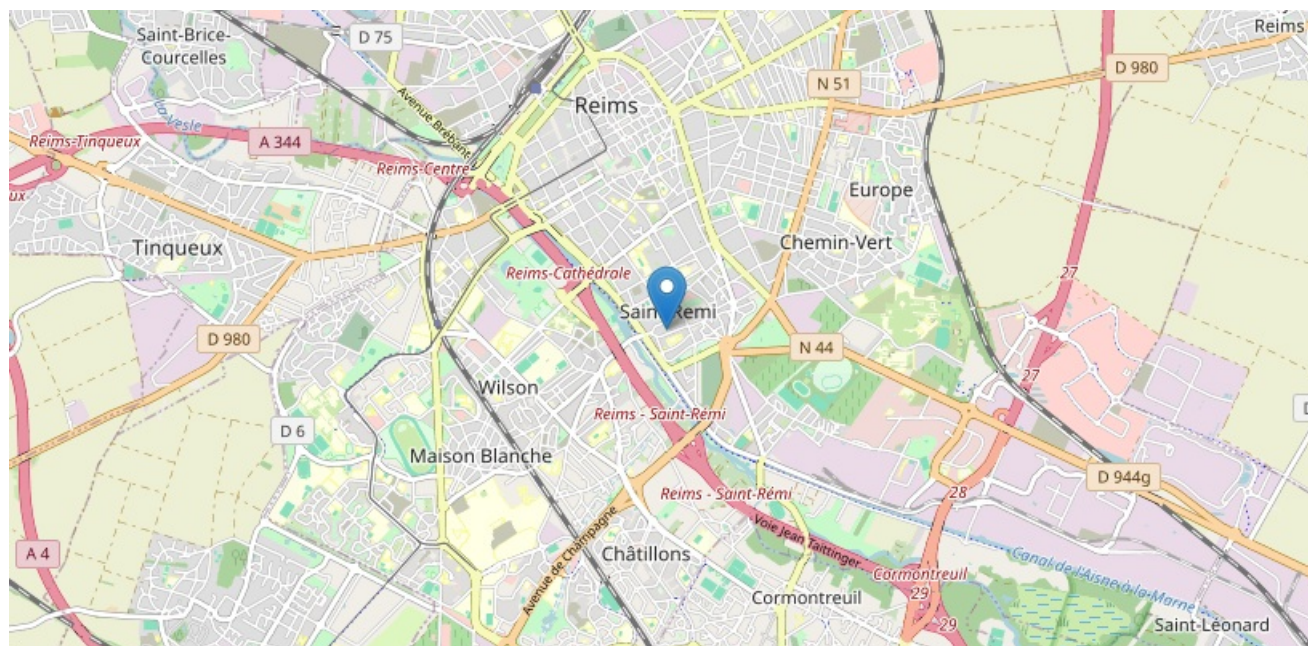 Saint-Brice-
Courcelles
D 75
Reims
D 980
N 51
Avenue Brébant
Reims
La Vesle
A 344
Reims-Tinqueux
Reims-Centre
ux
Europe
Tinqueux
Chemin-Vert
Reims-Cathédrale
27
Saint-Remi
D 980
N 44
27
Wilson
Reims - Saint-Rémi
D 6
Maison Blanche
D 944g
Reims - Saint-Rémi
28
Voie Jean Taittinger
A 4
Avenue de Champagne
Châtillons
Canal de l'Aisne à la Marne
Cormontreuil
29
Cormontreuil
29
Saint-Léonard